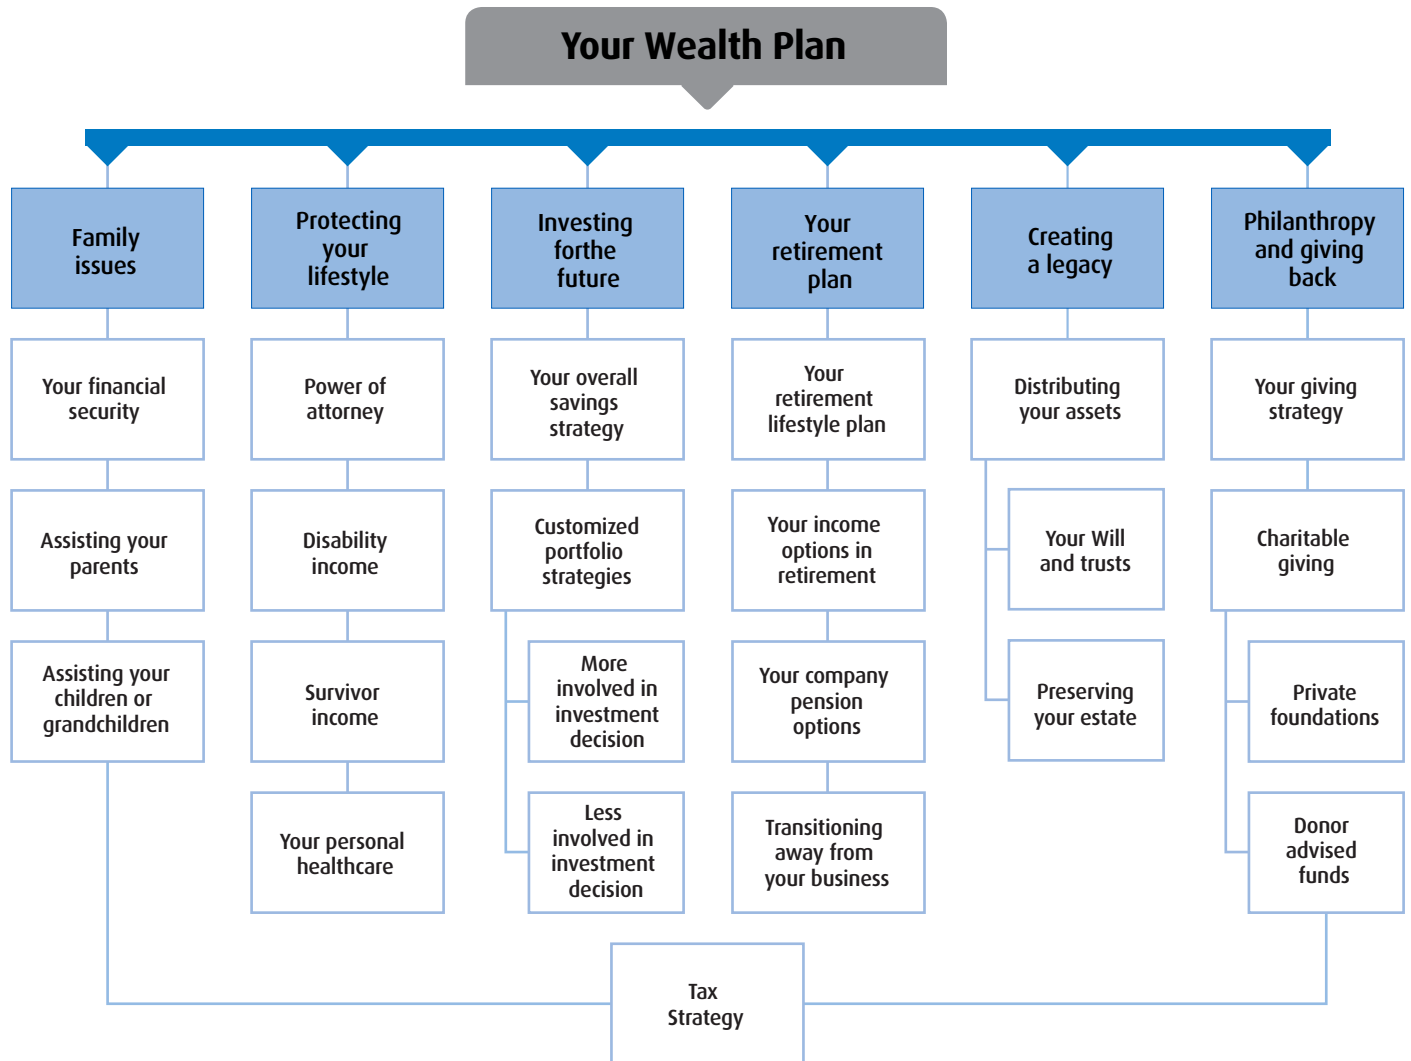 Your Wealth Plan
Family
issues
Protecting
your
lifestyle
Investing
forthe
future
Your
retirement
plan
Creating
a legacy
Philanthropy
and giving
back
Your financial
security
Power of
attorney
Your overall
savings
strategy
Your
retirement
lifestyle plan
Distributing
your assets
Your giving
strategy
Assisting your
parents
Disability
income
Customized
portfolio
strategies
Your income
options in
retirement
Your Will
and trusts
Charitable
giving
Assisting your
children or
grandchildren
Survivor
income
More
involved in
investment
decision
Your company
pension
options
Preserving
your estate
Private
foundations
Your personal
healthcare
Less
involved in
investment
decision
Transitioning
away from
your business
Donor
advised
funds
Tax
Strategy